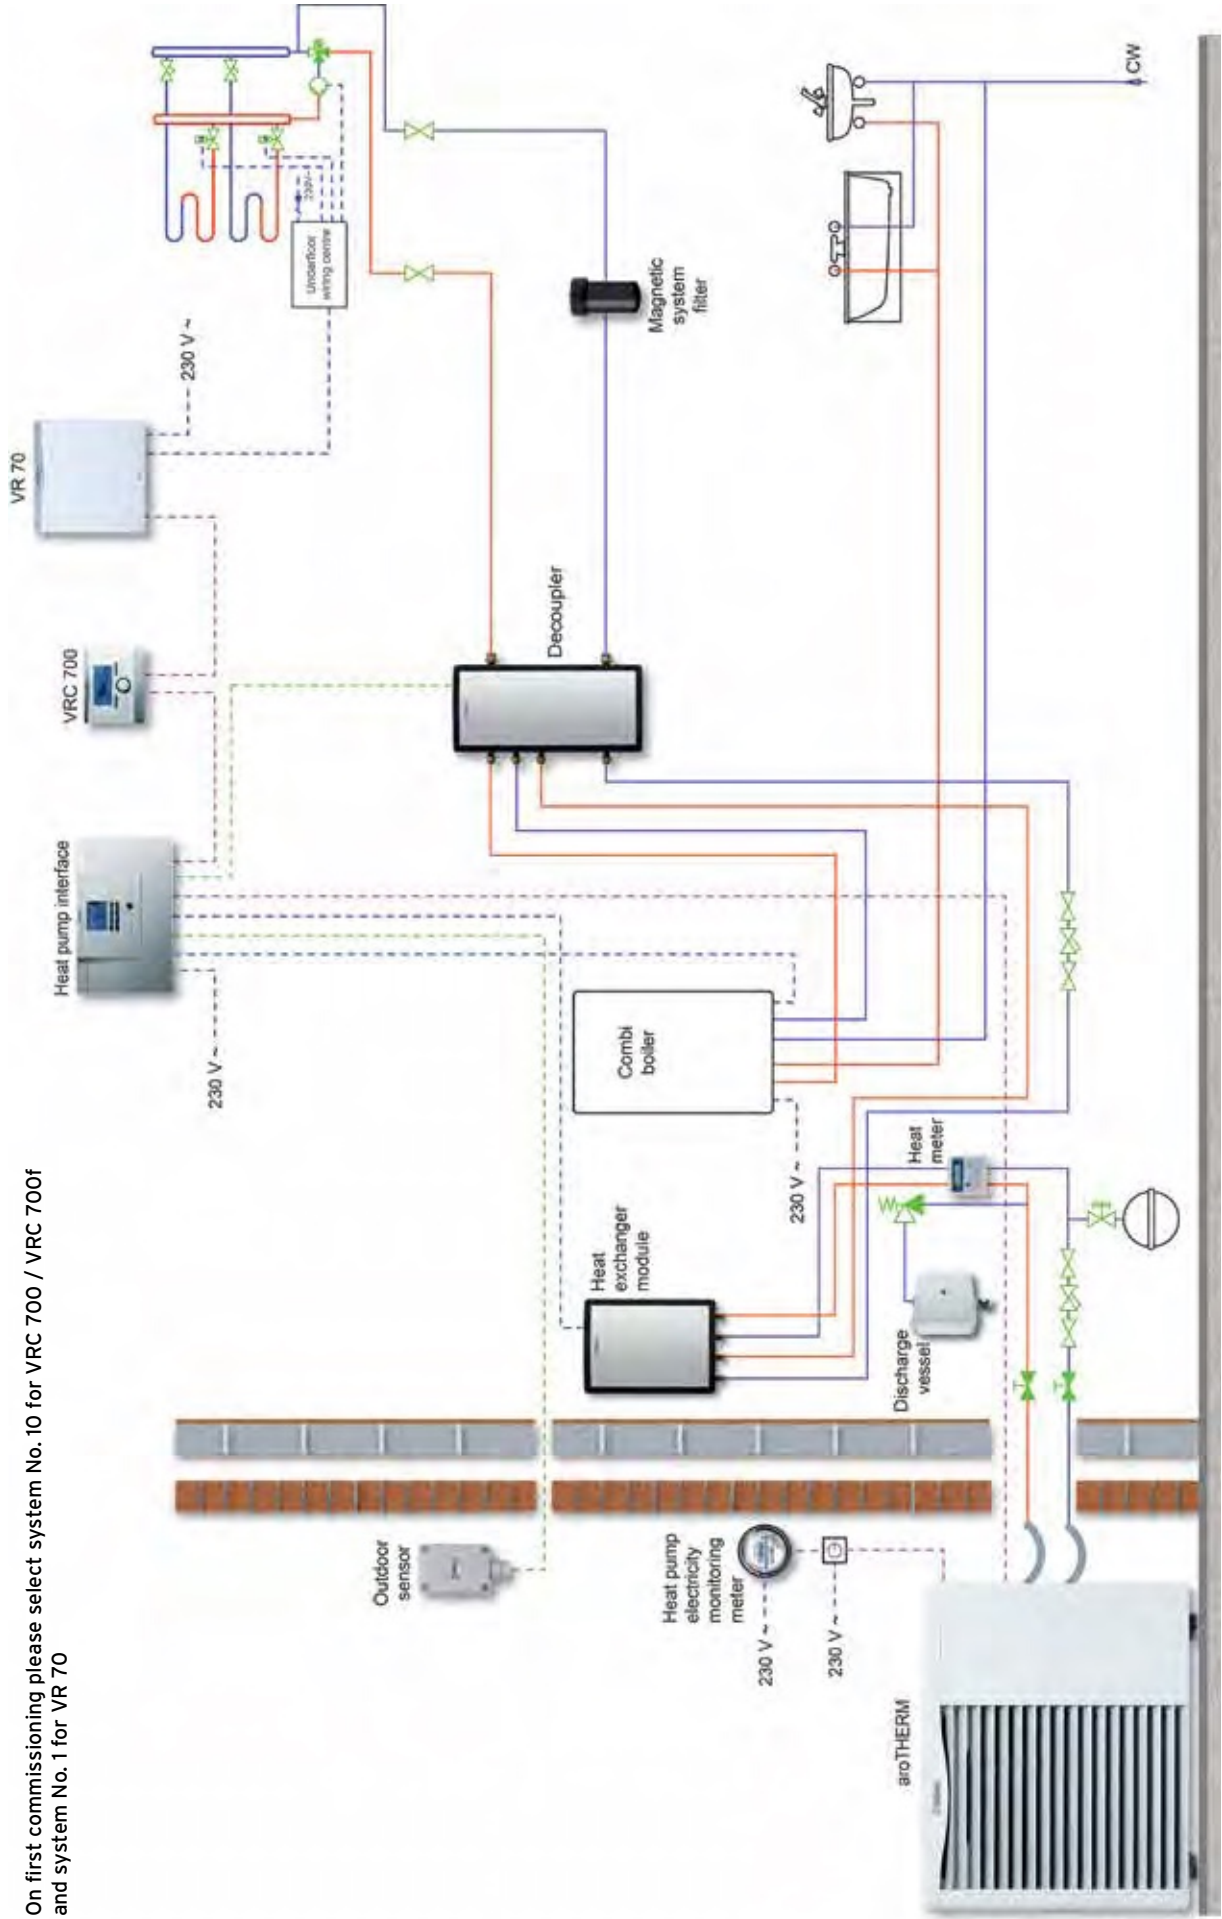 On first commissioning please select system No. 10 for VRC 700 / VRC 700f
and system No. 1 for VR 70
Heat pump interface
VRC 700
VR 70
230 V ~
230 V ~
Underfloor
wiring centre
230V~
Outdoor
sensor
Heat
exchanger
module
Combi
boiler
Decoupler
Magnetic
system
filter
Heat pump
electricity
monitoring
meter
230 V ~
230 V ~
230 V ~
Discharge
vessel
Heat
meter
aroTHERM
CW